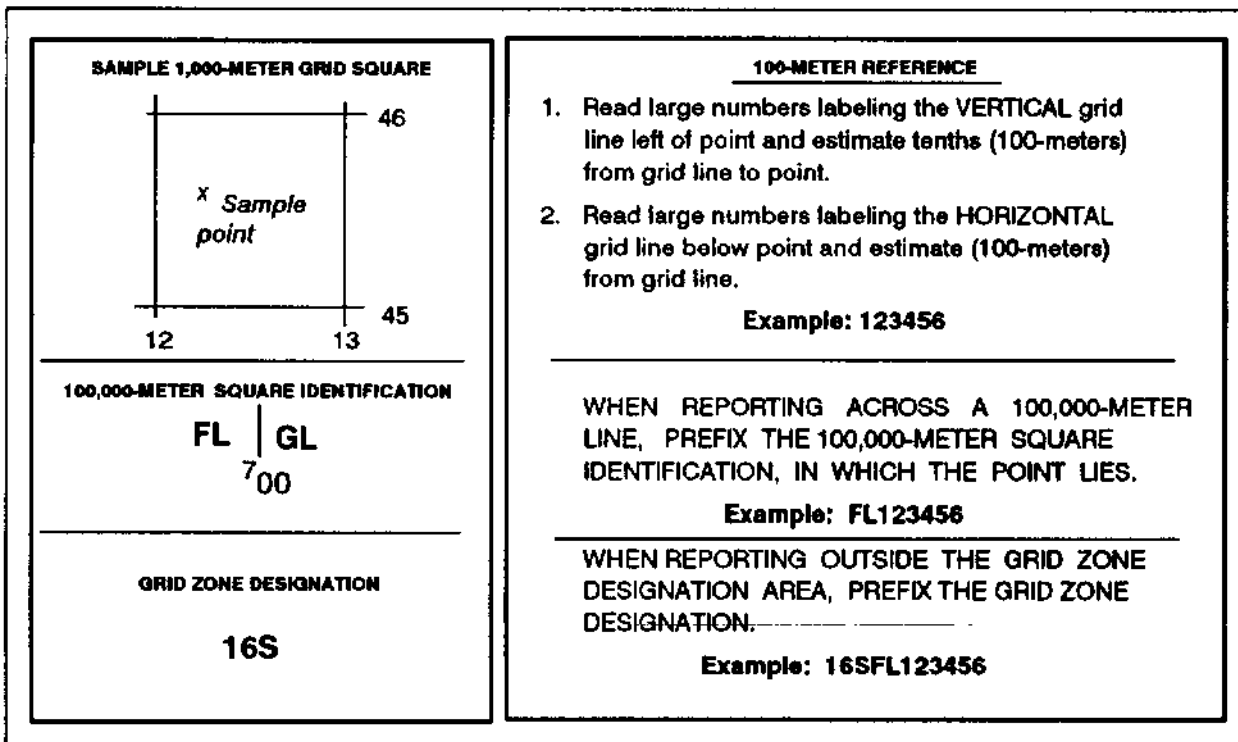 SAMPLE 1,000-METER GRID SQUARE
46
x Sample
point
45
12 13
100,000-METER SQUARE IDENTIFICATION
FL | GL
700
GRID ZONE DESIGNATION
16S
100-METER REFERENCE
1. Read large numbers labeling the VERTICAL grid
line left of point and estimate tenths (100-meters)
from grid line to point.
2. Read large numbers labeling the HORIZONTAL
grid line below point and estimate (100-meters)
from grid line.
Example: 123456
WHEN REPORTING ACROSS A 100,000-METER
LINE, PREFIX THE 100,000-METER SQUARE
IDENTIFICATION, IN WHICH THE POINT LIES.
Example: FL123456
WHEN REPORTING OUTSIDE THE GRID ZONE
DESIGNATION AREA, PREFIX THE GRID ZONE
DESIGNATION.
Example: 16SFL123456